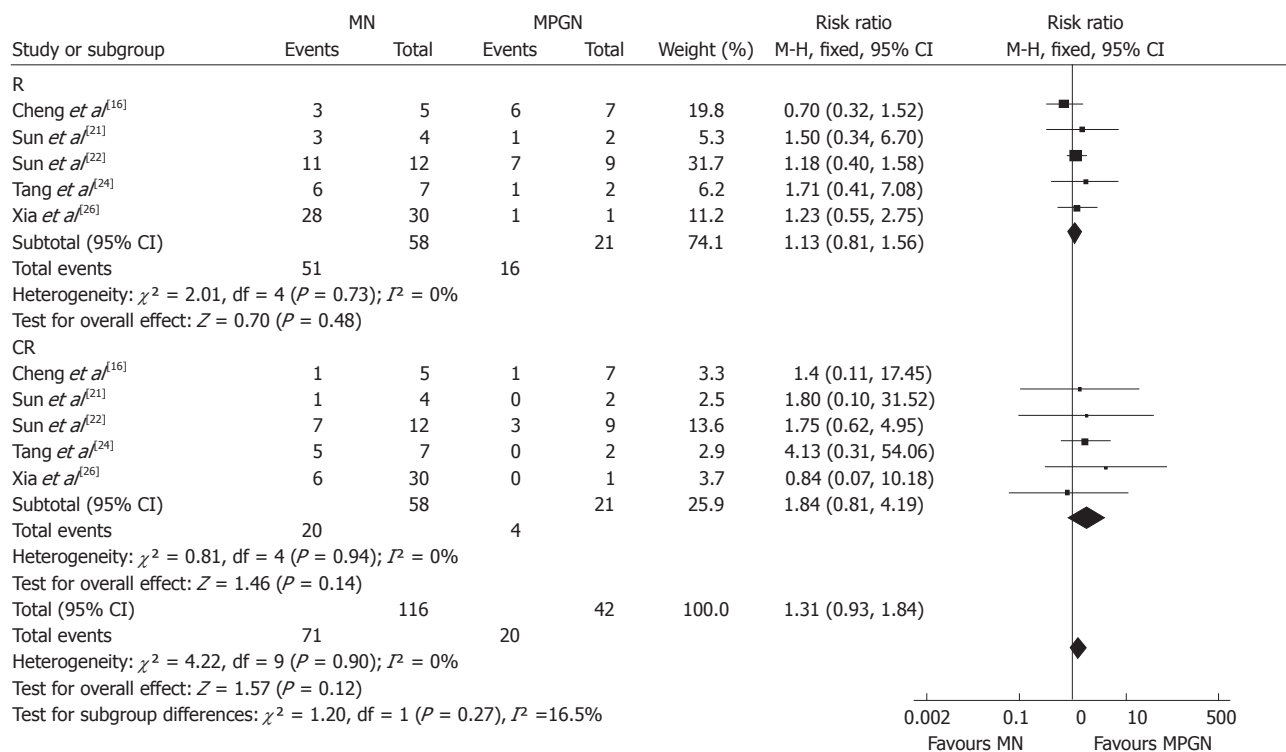 MN MPGN Risk ratio Risk ratio
Study or subgroup Events Total Events Total Weight (%) M-H, fixed, 95% CI M-H, fixed, 95% CI
R
Cheng et al[16] 3 5 6 7 19.8 0.70 (0.32, 1.52)
Sun et al[21] 3 4 1 2 5.3 1.50 (0.34, 6.70)
Sun et al[22] 11 12 7 9 31.7 1.18 (0.40, 1.58)
Tang et al[24] 6 7 1 2 6.2 1.71 (0.41, 7.08)
Xia et al[26] 28 30 1 1 11.2 1.23 (0.55, 2.75)
Subtotal (95% CI) 58 21 74.1 1.13 (0.81, 1.56)
Total events 51 16
Heterogeneity: χ² = 2.01, df = 4 (P = 0.73); I² = 0%
Test for overall effect: Z = 0.70 (P = 0.48)
CR
Cheng et al[16] 1 5 1 7 3.3 1.4 (0.11, 17.45)
Sun et al[21] 1 4 0 2 2.5 1.80 (0.10, 31.52)
Sun et al[22] 7 12 3 9 13.6 1.75 (0.62, 4.95)
Tang et al[24] 5 7 0 2 2.9 4.13 (0.31, 54.06)
Xia et al[26] 6 30 0 1 3.7 0.84 (0.07, 10.18)
Subtotal (95% CI) 58 21 25.9 1.84 (0.81, 4.19)
Total events 20 4
Heterogeneity: χ² = 0.81, df = 4 (P = 0.94); I² = 0%
Test for overall effect: Z = 1.46 (P = 0.14)
Total (95% CI) 116 42 100.0 1.31 (0.93, 1.84)
Total events 71 20
Heterogeneity: χ² = 4.22, df = 9 (P = 0.90); I² = 0%
Test for overall effect: Z = 1.57 (P = 0.12)
Test for subgroup differences: χ² = 1.20, df = 1 (P = 0.27), I² =16.5%
0.002 0.1 0 10 500
Favours MN Favours MPGN